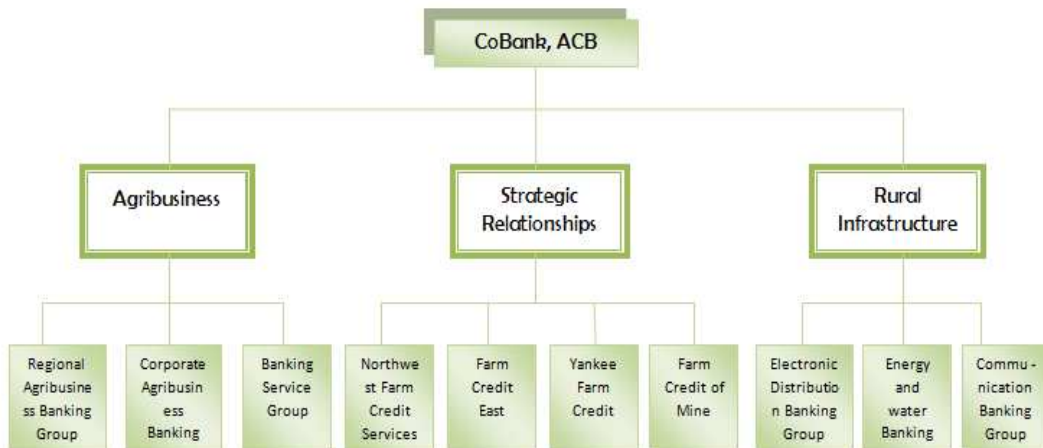 CoBank, ACB
Agribusiness
Strategic
Relationships
Rural
Infrastructure
Regional
Agribusine
ss Banking
Group
Corporate
Agribusin
ess
Banking
Banking
Service
Group
Northwe
st Farm
Credit
Services
Farm
Credit
East
Yankee
Farm
Credit
Farm
Credit of
Mine
Electronic
Distributio
n Banking
Group
Energy
and
water
Banking
Commu -
nication
Banking
Group